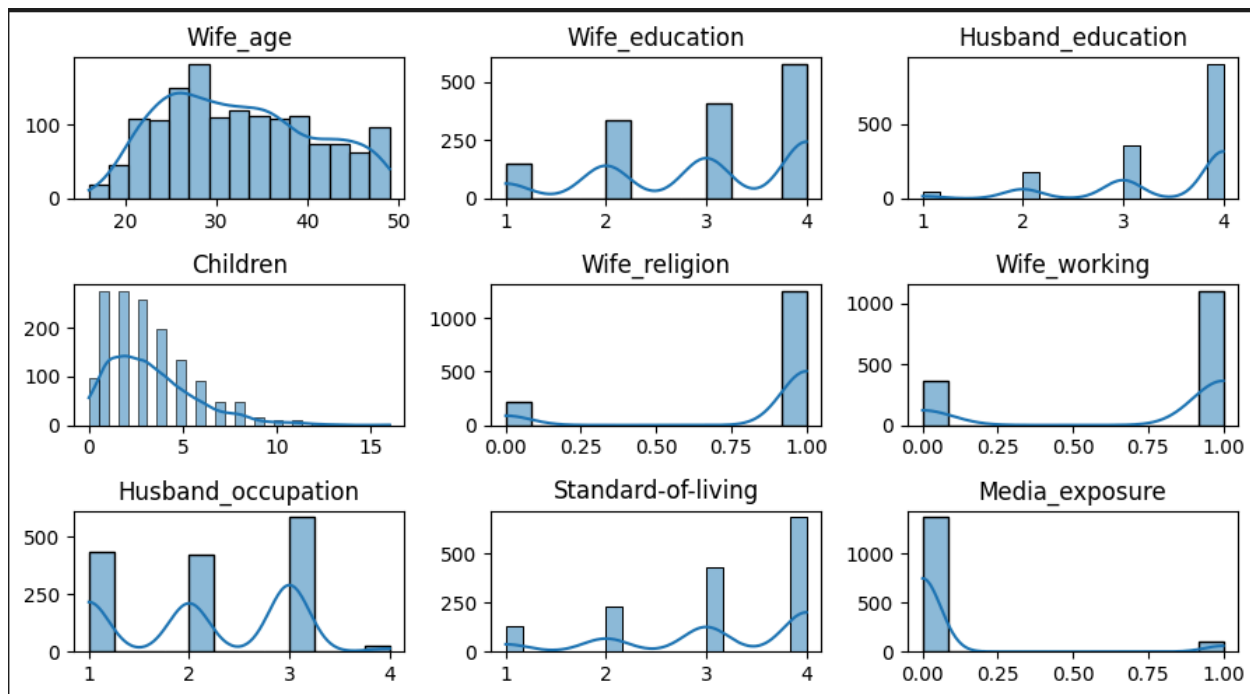 Wife_age
Wife_education
Husband_education
100
0
20 30 40 50
500
250
0
1 2 3 4
500
0
1 2 3 4
Children
Wife_religion
Wife_working
200
100
0
0 5 10 15
1000
500
0
0.00 0.25 0.50 0.75 1.00
1000
500
0
0.00 0.25 0.50 0.75 1.00
Husband_occupation
Standard-of-living
Media_exposure
500
250
0
1 2 3 4
500
250
0
1 2 3 4
1000
500
0
0.00 0.25 0.50 0.75 1.00